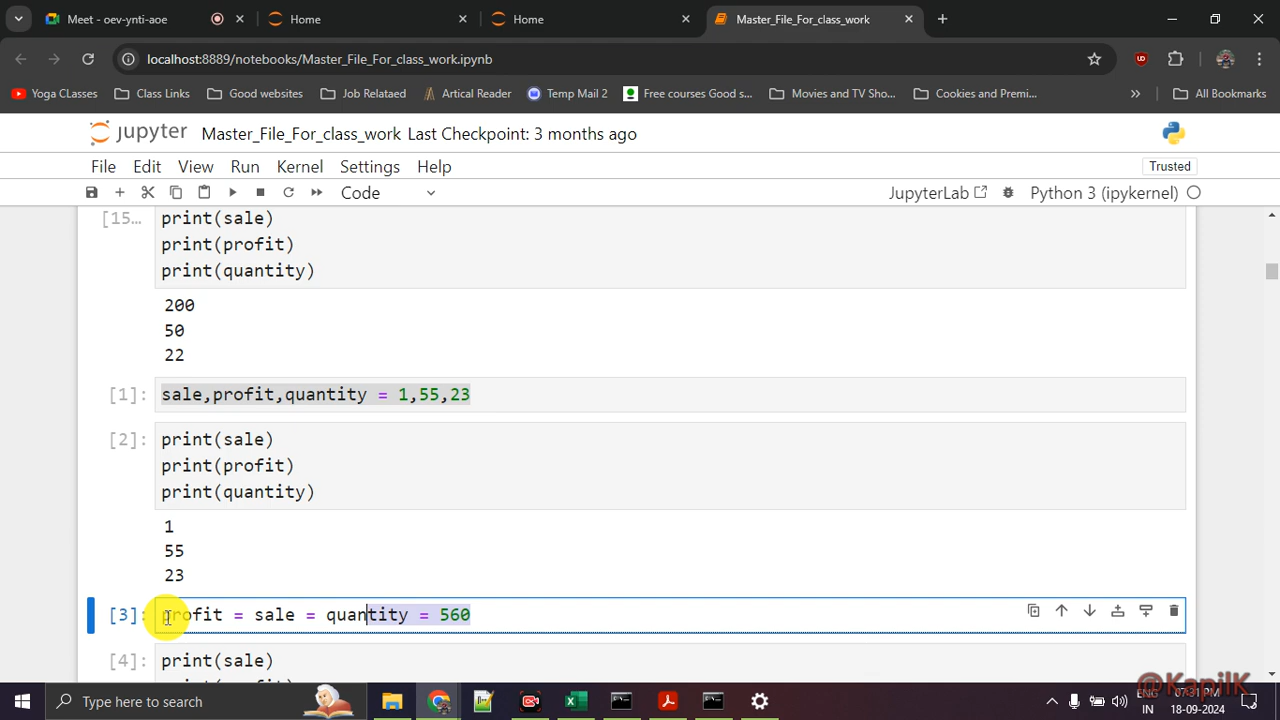 Meet - oev-ynti-aoe
Home
Home
Master_File_For_class_work
localhost:8889/notebooks/Master_File_For_class_work.ipynb
Yoga CLasses
Class Links
Good websites
Job Relataed
Artical Reader
Temp Mail 2
Free courses Good s...
Movies and TV Sho...
Cookies and Premi...
All Bookmarks
jupyter Master_File_For_class_work Last Checkpoint: 3 months ago
File Edit View Run Kernel Settings Help
Trusted
Code
JupyterLab
Python 3 (ipykernel)
[15... print(sale)
print(profit)
print(quantity)
200
50
22
[1]: sale,profit,quantity = 1,55,23
[2]: print(sale)
print(profit)
print(quantity)
1
55
23
[3]: profit = sale = quantity = 560
[4]: print(sale)
@KapilK
Type here to search
ENG
IN
07:31 PM
18-09-2024